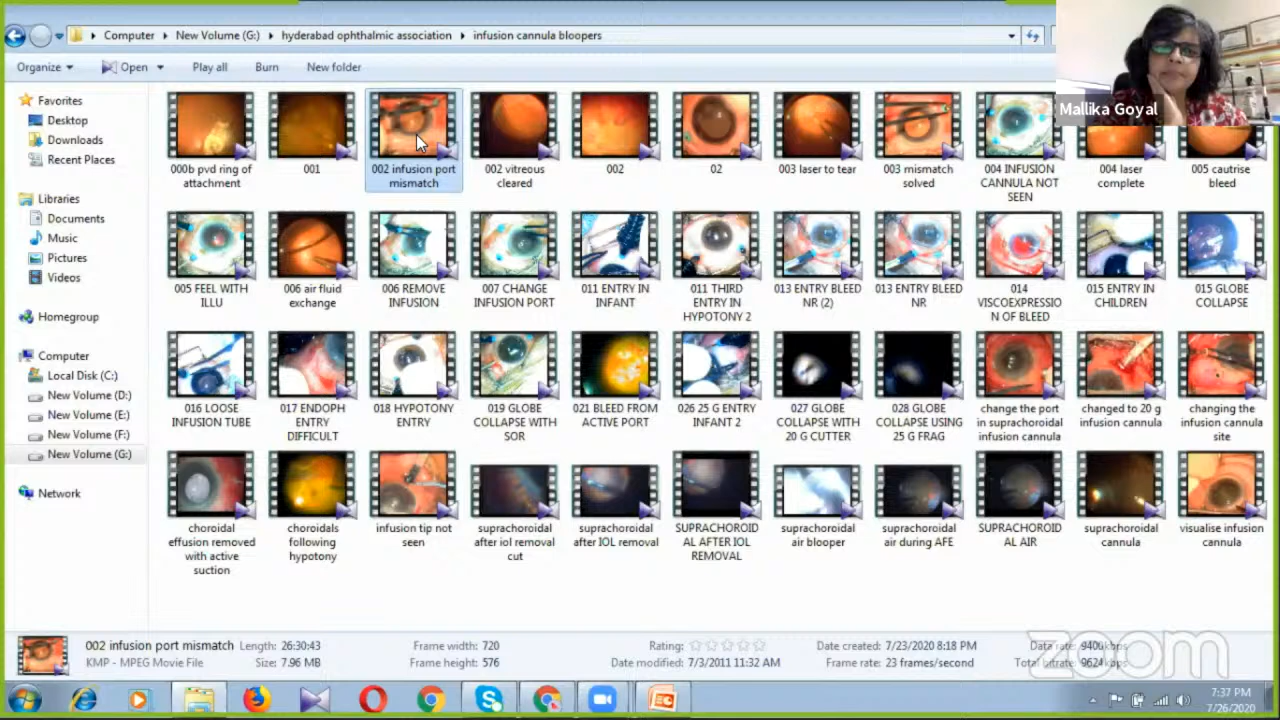 Computer New Volume (G:) hyderabad ophthalmic association infusion cannula bloopers
Organize Open Play all Burn New folder
Mallika Goyal
Favorites
Desktop
Downloads
Recent Places
Libraries
Documents
Music
Pictures
Videos
Homegroup
Computer
Local Disk (C:)
New Volume (D:)
New Volume (E:)
New Volume (F:)
New Volume (G:)
Network
000b pvd ring of
attachment
001
002 infusion port
mismatch
002 vitreous
cleared
002
02
003 laser to tear
003 mismatch
solved
004 INFUSION
CANNULA NOT
SEEN
004 laser
complete
005 cautrise
bleed
005 FEEL WITH
ILLU
006 air fluid
exchange
006 REMOVE
INFUSION
007 CHANGE
INFUSION PORT
011 ENTRY IN
INFANT
011 THIRD
ENTRY IN
HYPOTONY 2
013 ENTRY BLEED
NR (2)
013 ENTRY BLEED
NR
014
VISCOEXPRESSIO
N OF BLEED
015 ENTRY IN
CHILDREN
015 GLOBE
COLLAPSE
016 LOOSE
INFUSION TUBE
017 ENDOPH
ENTRY
DIFFICULT
018 HYPOTONY
ENTRY
019 GLOBE
COLLAPSE WITH
SOR
021 BLEED FROM
ACTIVE PORT
026 25 G ENTRY
INFANT 2
027 GLOBE
COLLAPSE WITH
20 G CUTTER
028 GLOBE
COLLAPSE USING
25 G FRAG
change the port
in suprachoroidal
infusion cannula
changed to 20 g
infusion cannula
changing the
infusion cannula
site
choroidal
effusion removed
with active
suction
choroidals
following
hypotony
infusion tip not
seen
suprachoroidal
after iol removal
cut
suprachoroidal
after IOL removal
SUPRACHOROID
AL AFTER IOL
REMOVAL
suprachoroidal
air blooper
suprachoroidal
air during AFE
SUPRACHOROID
AL AIR
suprachoroidal
cannula
visualise infusion
cannula
002 infusion port mismatch Length: 26:30:43 Frame width: 720 Rating: Date created: 7/23/2020 8:18 PM Data rate: 9400kbps
KMP - MPEG Movie File Size: 7.96 MB Frame height: 576 Date modified: 7/3/2011 11:32 AM Frame rate: 23 frames/second Total bitrate: 9624kbps
zoom
7:37 PM
7/26/2020